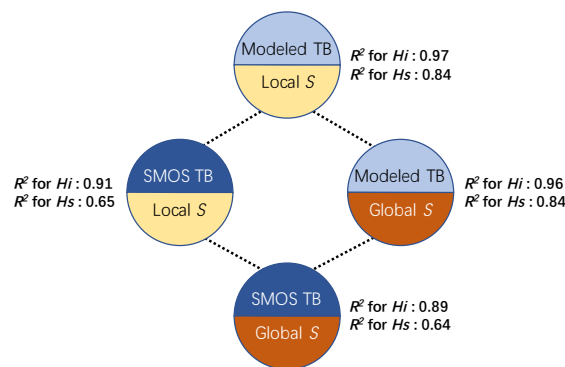 Modeled TB
Local S
R² for Hi : 0.97
R² for Hs : 0.84
R² for Hi : 0.91
R² for Hs : 0.65
SMOS TB
Local S
Modeled TB
Global S
R² for Hi : 0.96
R² for Hs : 0.84
SMOS TB
Global S
R² for Hi : 0.89
R² for Hs : 0.64